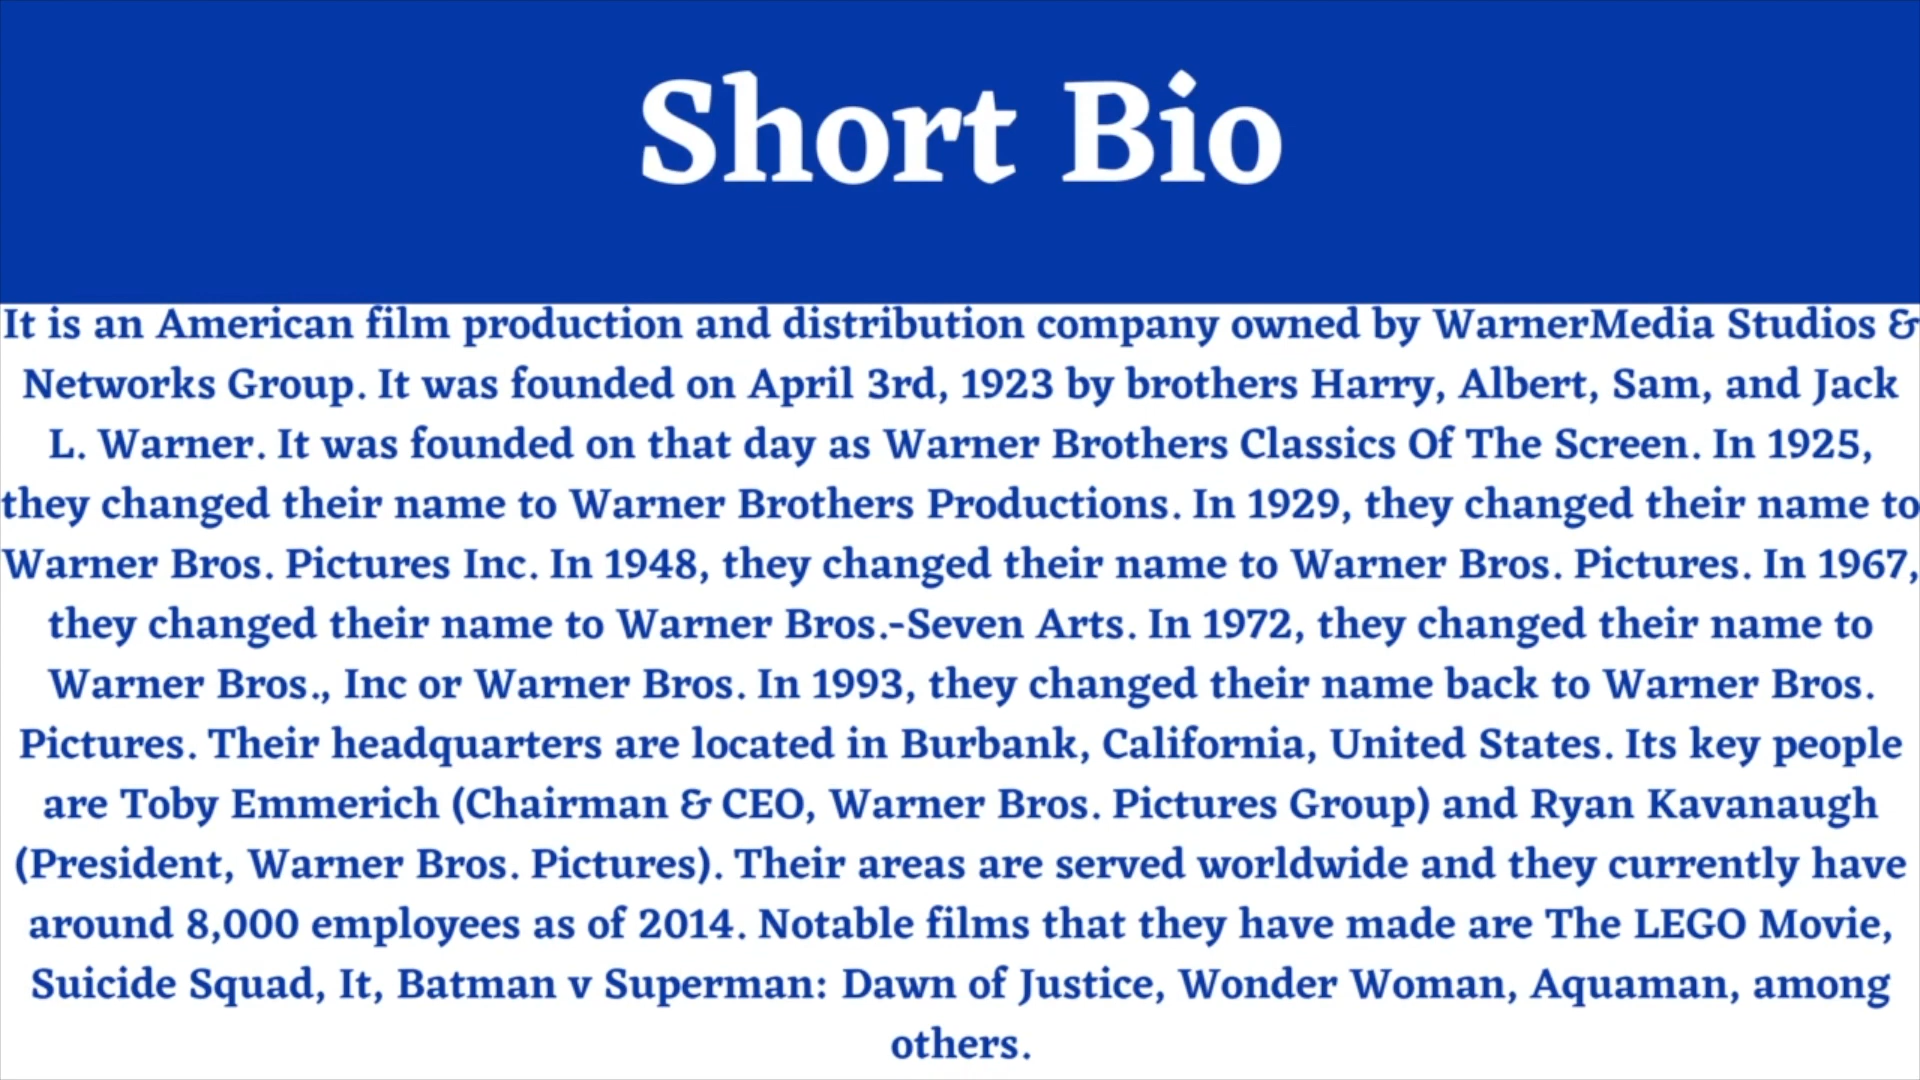 Short Bio
It is an American film production and distribution company owned by WarnerMedia Studios &
Networks Group. It was founded on April 3rd, 1923 by brothers Harry, Albert, Sam, and Jack
L. Warner. It was founded on that day as Warner Brothers Classics Of The Screen. In 1925,
they changed their name to Warner Brothers Productions. In 1929, they changed their name to
Warner Bros. Pictures Inc. In 1948, they changed their name to Warner Bros. Pictures. In 1967,
they changed their name to Warner Bros.-Seven Arts. In 1972, they changed their name to
Warner Bros., Inc or Warner Bros. In 1993, they changed their name back to Warner Bros.
Pictures. Their headquarters are located in Burbank, California, United States. Its key people
are Toby Emmerich (Chairman & CEO, Warner Bros. Pictures Group) and Ryan Kavanaugh
(President, Warner Bros. Pictures). Their areas are served worldwide and they currently have
around 8,000 employees as of 2014. Notable films that they have made are The LEGO Movie,
Suicide Squad, It, Batman v Superman: Dawn of Justice, Wonder Woman, Aquaman, among
others.